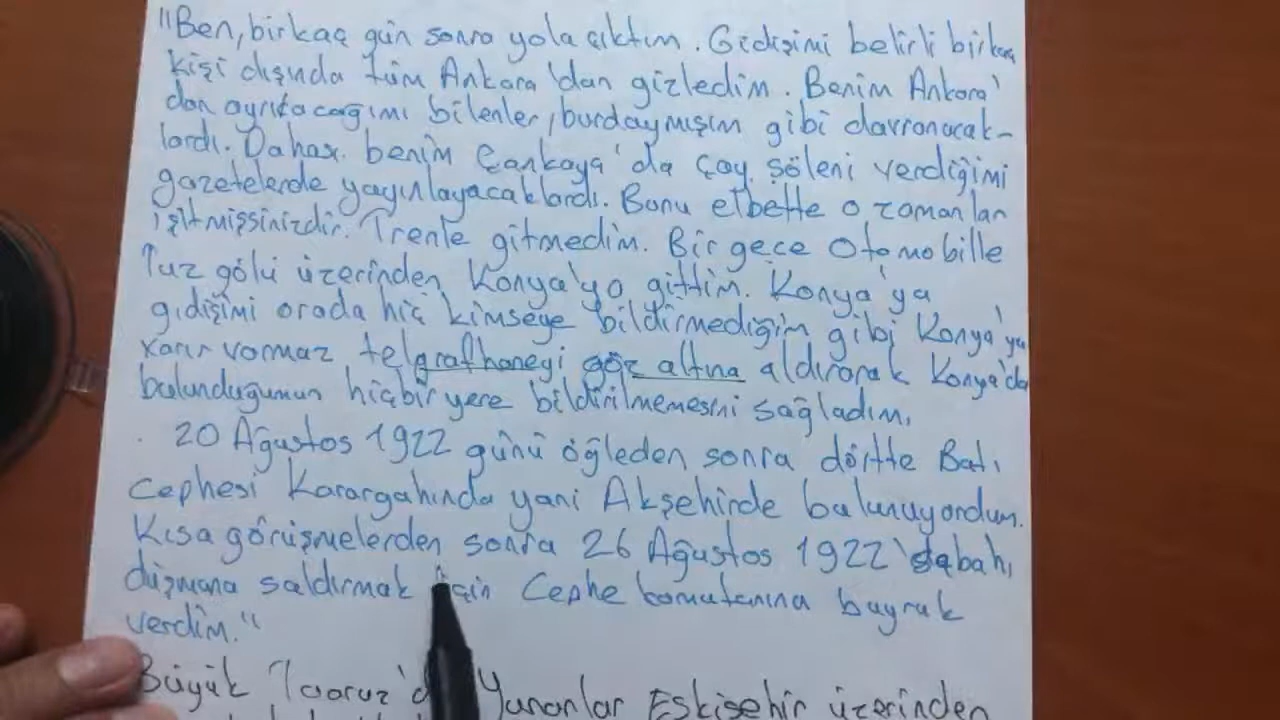 "Ben, birkaç gün sonra yola çıktım. Gidişimi belirli birkaç
kişi dışında tüm Ankara'dan gizledim. Benim Ankara'
dan ayrılacağımı bilenler, burdaymışım gibi davranacak-
lardı. Dahası benim Çankaya'da çay şöleni verdiğimi
gazetelerde yayınlayacaklardı. Bunu elbette o zamanlar
işitmişsinizdir. Trenle gitmedim. Bir gece Otomobille
Tuz gölü üzerinden Konya'ya gittim. Konya'ya
gidişimi orada hiç kimseye bildirmediğim gibi Konya'ya
varır varmaz telgrafhaneyi göz altına aldırarak Konya'da
bulunduğumun hiçbir yere bildirilmemesini sağladım.
20 Ağustos 1922 günü öğleden sonra dörtte Batı
Cephesi Karargahında yani Akşehirde bulunuyordum.
Kısa görüşmelerden sonra 26 Ağustos 1922 sabahı
düşmana saldırmak için Cephe komutanına buyruk
verdim."
Büyük Taaruz'd Yunanlar Eskişehir üzerinden